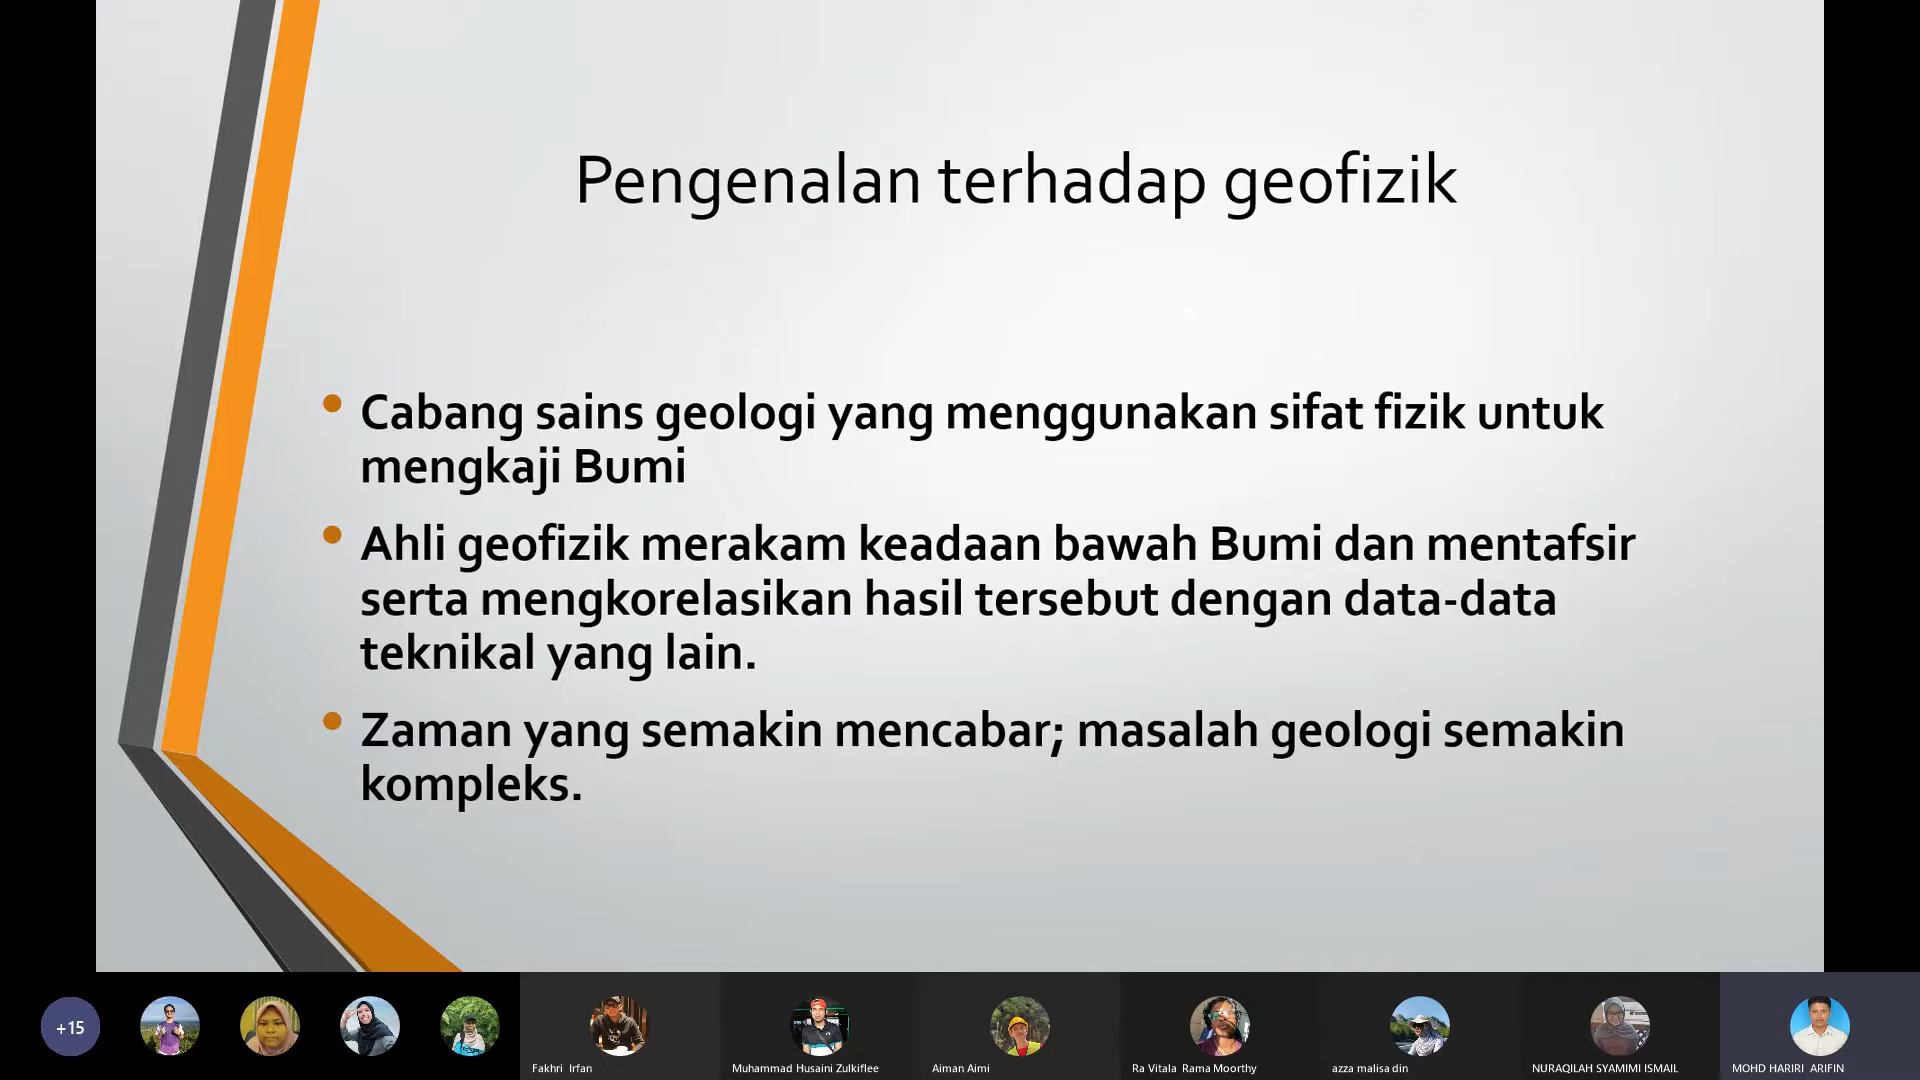 Pengenalan terhadap geofizik
• Cabang sains geologi yang menggunakan sifat fizik untuk
mengkaji Bumi
• Ahli geofizik merakam keadaan bawah Bumi dan mentafsir
serta mengkorelasikan hasil tersebut dengan data-data
teknikal yang lain.
• Zaman yang semakin mencabar; masalah geologi semakin
kompleks.
+15
Fakhri Irfan
Muhammad Husaini Zulkiflee
Aiman Aimi
Ra Vitala Rama Moorthy
azza malisa din
NURAQILAH SYAMIMI ISMAIL
MOHD HARIRI ARIFIN